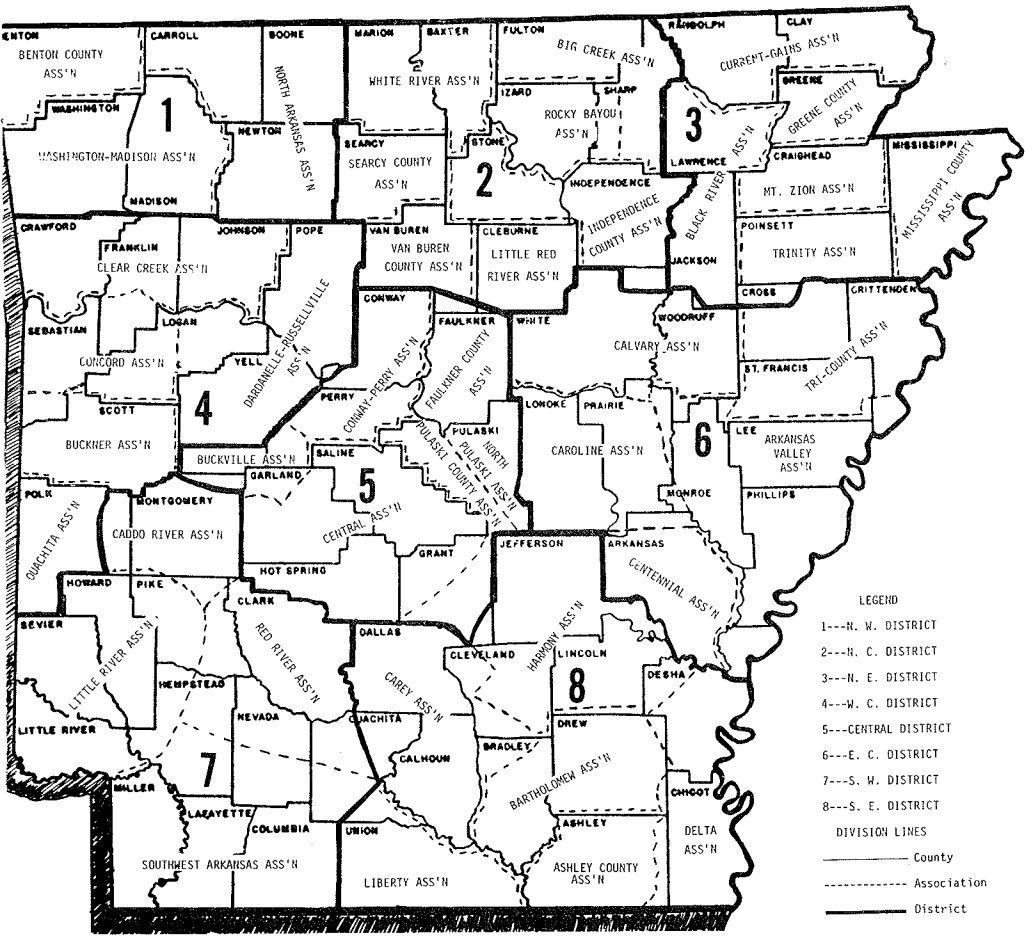 ENTON
CARROLL
BOONE
MARION
BAXTER
FULTON
RANDOLPH
CLAY
BENTON COUNTY
ASS'N
NORTH ARKANSAS ASS'N
WHITE RIVER ASS'N
BIG CREEK ASS'N
CURRENT-GAINS ASS'N
WASHINGTON
1
NEWTON
IZARD
SHARP
GREENE
ROCKY BAYOU
ASS'N
3
GREENE COUNTY
ASS'N
WASHINGTON-MADISON ASS'N
MADISON
SEARCY
SEARCY COUNTY
ASS'N
STONE
2
INDEPENDENCE
INDEPENDENCE
COUNTY ASS'N
LAWRENCE
BLACK RIVER ASS'N
CRAIGHEAD
MT. ZION ASS'N
MISSISSIPPI
MISSISSIPPI COUNTY
ASS'N
CRAWFORD
FRANKLIN
JOHNSON
POPE
VAN BUREN
VAN BUREN
COUNTY ASS'N
CLEBURNE
LITTLE RED
RIVER ASS'N
JACKSON
POINSETT
TRINITY ASS'N
CLEAR CREEK ASS'N
CROSS
CRITTENDEN
SEBASTIAN
LOGAN
CONCORD ASS'N
YELL
DARDANELLE-RUSSELLVILLE
ASS'N
CONWAY
CONWAY-PERRY ASS'N
FAULKNER
FAULKNER COUNTY
ASS'N
WHITE
WOODRUFF
CALVARY ASS'N
ST. FRANCIS
TRI-COUNTY ASS'N
SCOTT
4
PERRY
LONOKE
PRAIRIE
LEE
BUCKNER ASS'N
BUCKVILLE ASS'N
SALINE
PULASKI
PULASKI COUNTY ASS'N
NORTH
PULASKI ASS'N
CAROLINE ASS'N
6
ARKANSAS
VALLEY
ASS'N
GARLAND
5
POLK
MONTGOMERY
OUACHITA ASS'N
CADDO RIVER ASS'N
CENTRAL ASS'N
MONROE
PHILLIPS
GRANT
HOT SPRING
JEFFERSON
ARKANSAS
CENTENNIAL ASS'N
HOWARD
PIKE
CLARK
SEVIER
LITTLE RIVER ASS'N
RED RIVER ASS'N
DALLAS
CLEVELAND
HARMONY ASS'N
LINCOLN
DESHA
HEMPSTEAD
CAREY ASS'N
8
LITTLE RIVER
NEVADA
OUACHITA
DREW
BRADLEY
7
CALHOUN
BARTHOLOMEW ASS'N
MILLER
LAFAYETTE
COLUMBIA
UNION
ASHLEY
CHICOT
SOUTHWEST ARKANSAS ASS'N
LIBERTY ASS'N
ASHLEY COUNTY
ASS'N
DELTA
ASS'N
LEGEND
1---N. W. DISTRICT
2---N. C. DISTRICT
3---N. E. DISTRICT
4---W. C. DISTRICT
5---CENTRAL DISTRICT
6---E. C. DISTRICT
7---S. W. DISTRICT
8---S. E. DISTRICT
DIVISION LINES
County
Association
District